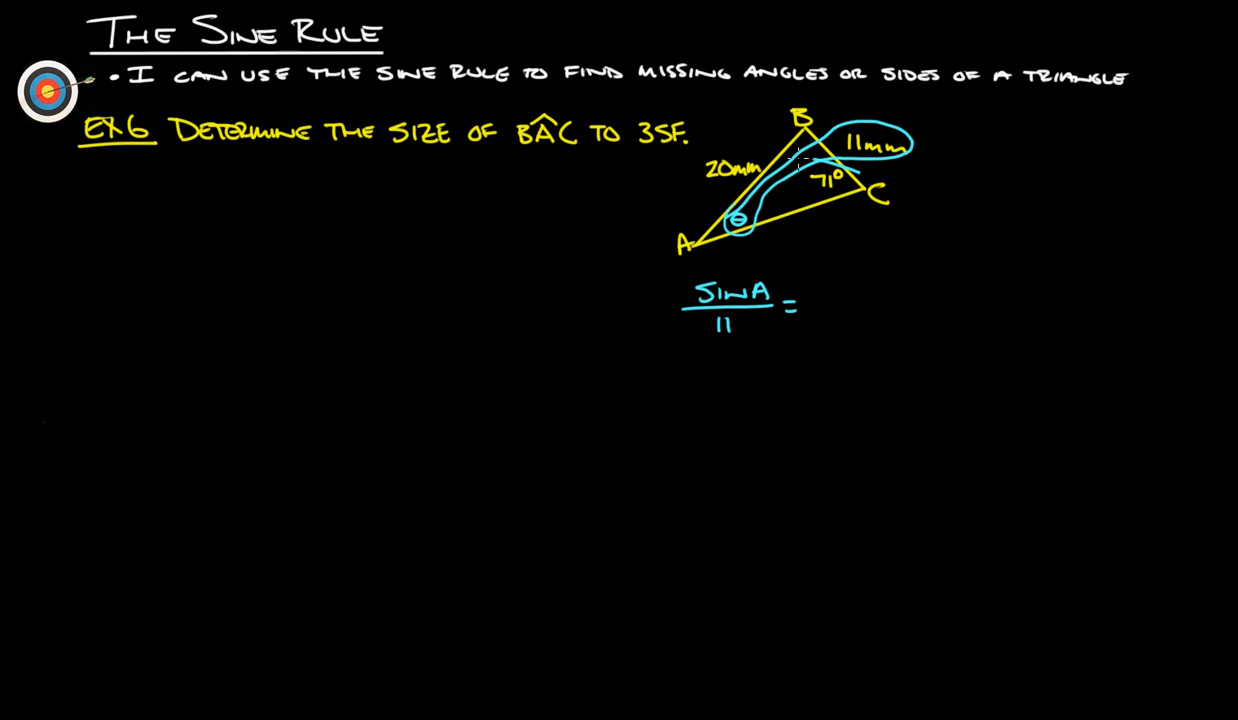 THE SINE RULE
• I CAN USE THE SINE RULE TO FIND MISSING ANGLES OR SIDES OF A TRIANGLE
EX6 DETERMINE THE SIZE OF BÂC TO 3SF.
B
11mm
20mm
71°
C
θ
A
SINA
11
=